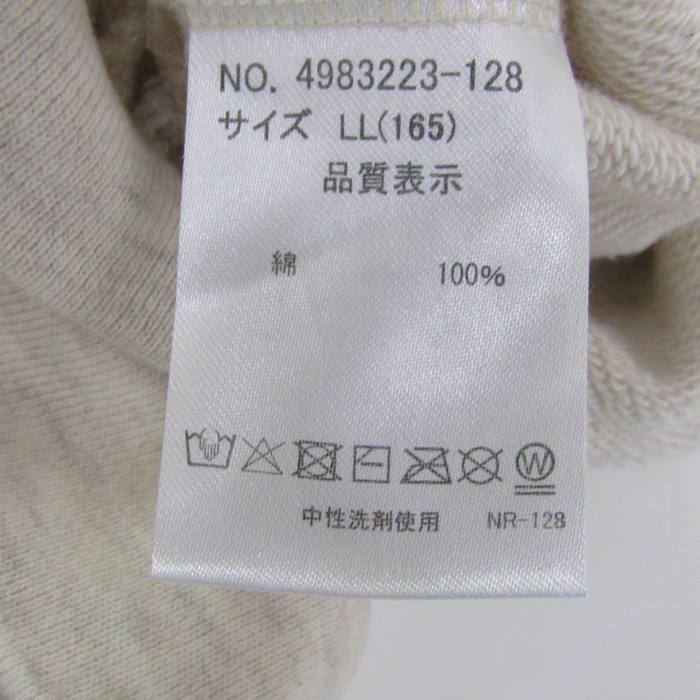 NO. 4983223-128
サイズ LL(165)
品質表示
綿 100%
W
中性洗剤使用 NR-128